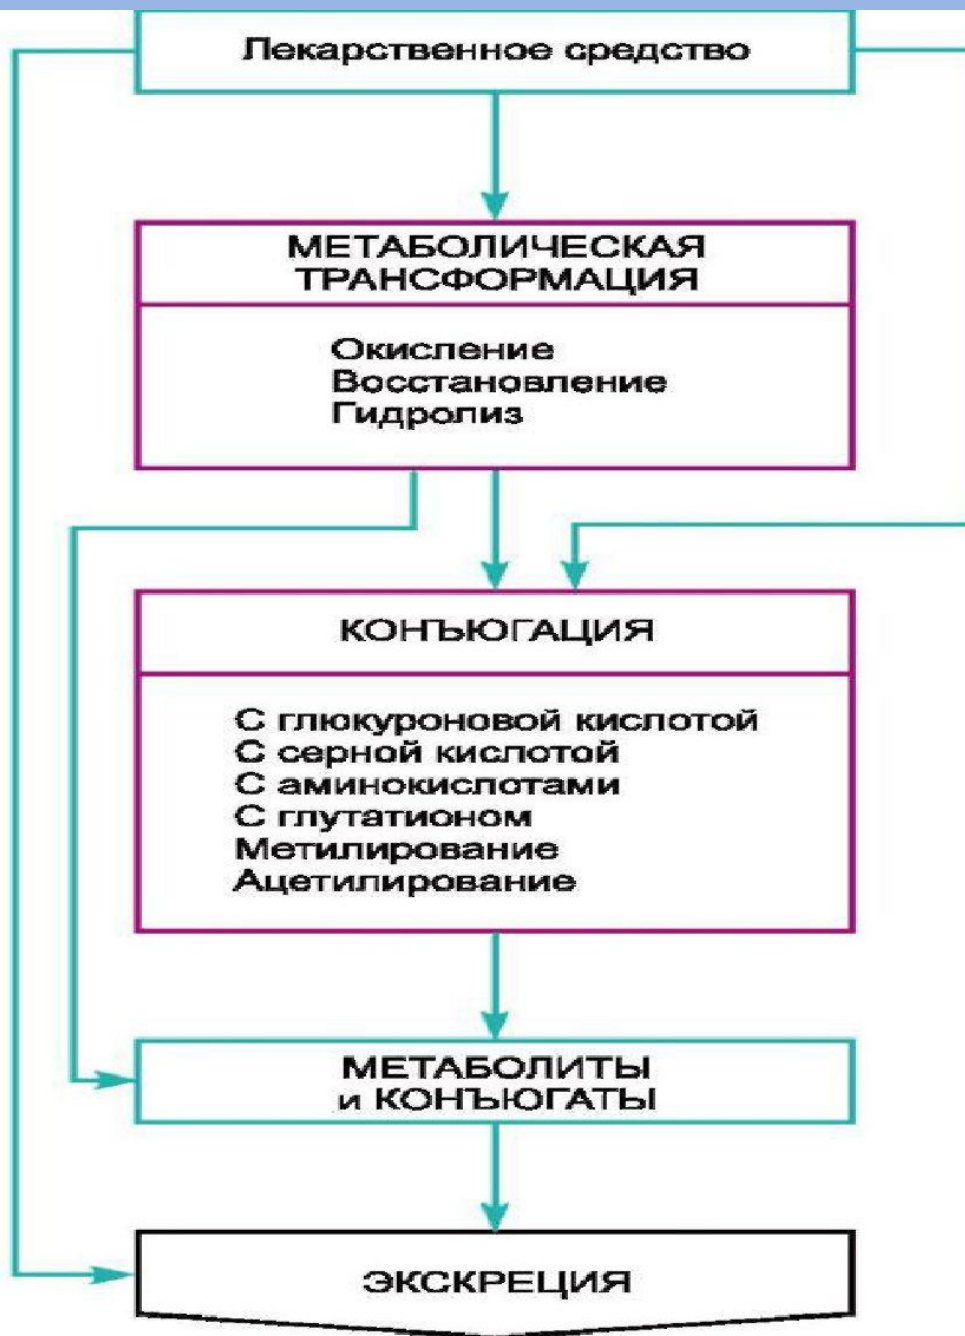 Лекарственное средство
МЕТАБОЛИЧЕСКАЯ
ТРАНСФОРМАЦИЯ
Окисление
Восстановление
Гидролиз
КОНЪЮГАЦИЯ
С глюкуроновой кислотой
С серной кислотой
С аминокислотами
С глутатионом
Метилирование
Ацетилирование
МЕТАБОЛИТЫ
и КОНЪЮГАТЫ
ЭКСКРЕЦИЯ